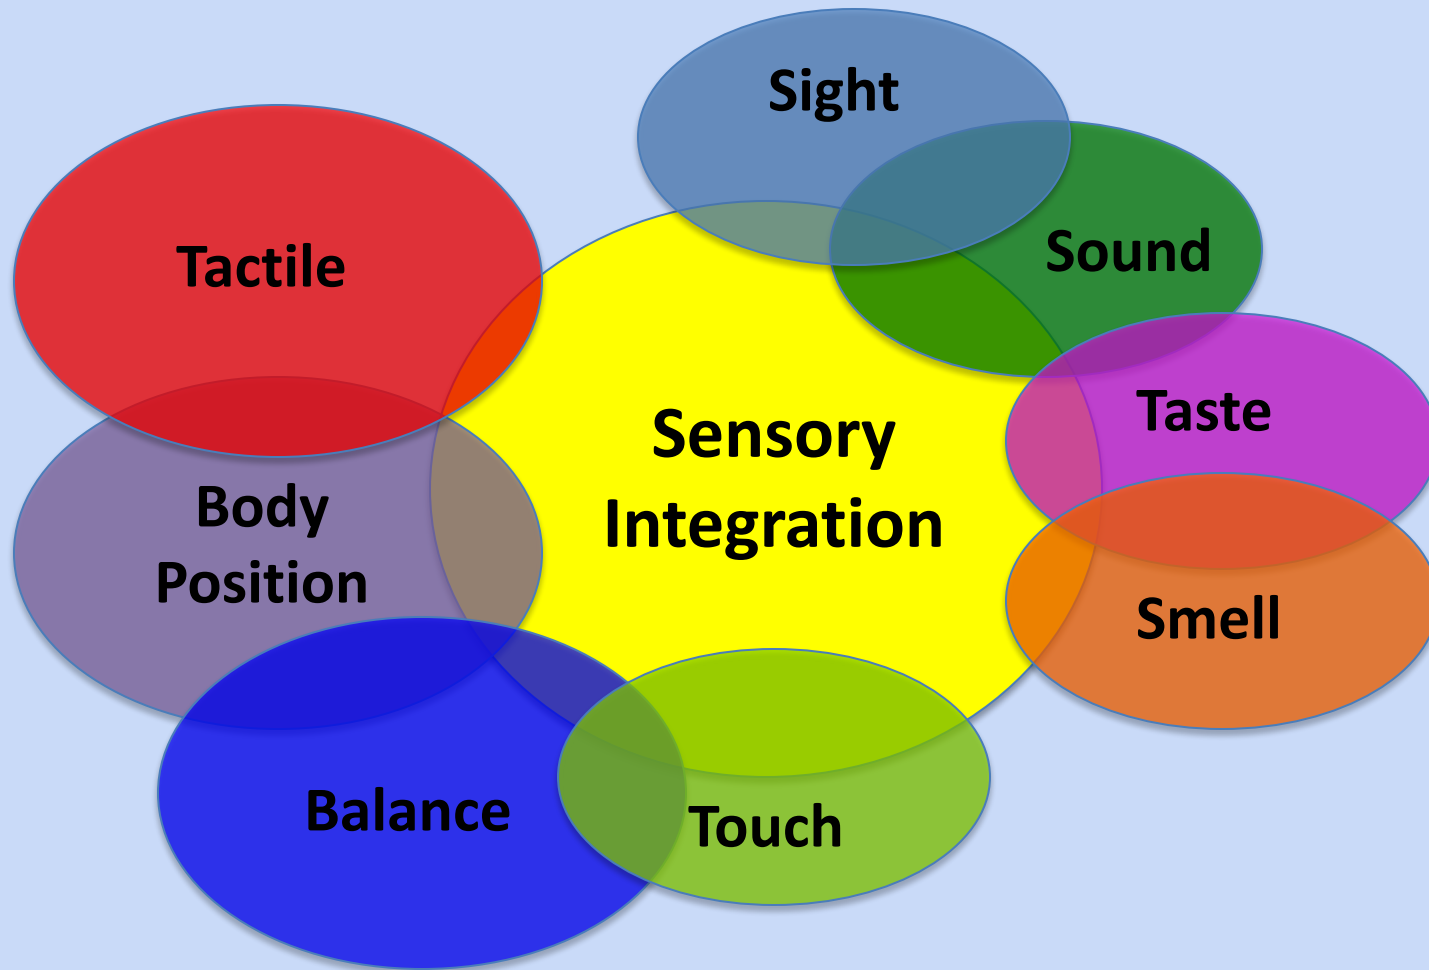 Sight
Sound
Tactile
Taste
Sensory
Integration
Body
Position
Smell
Balance
Touch